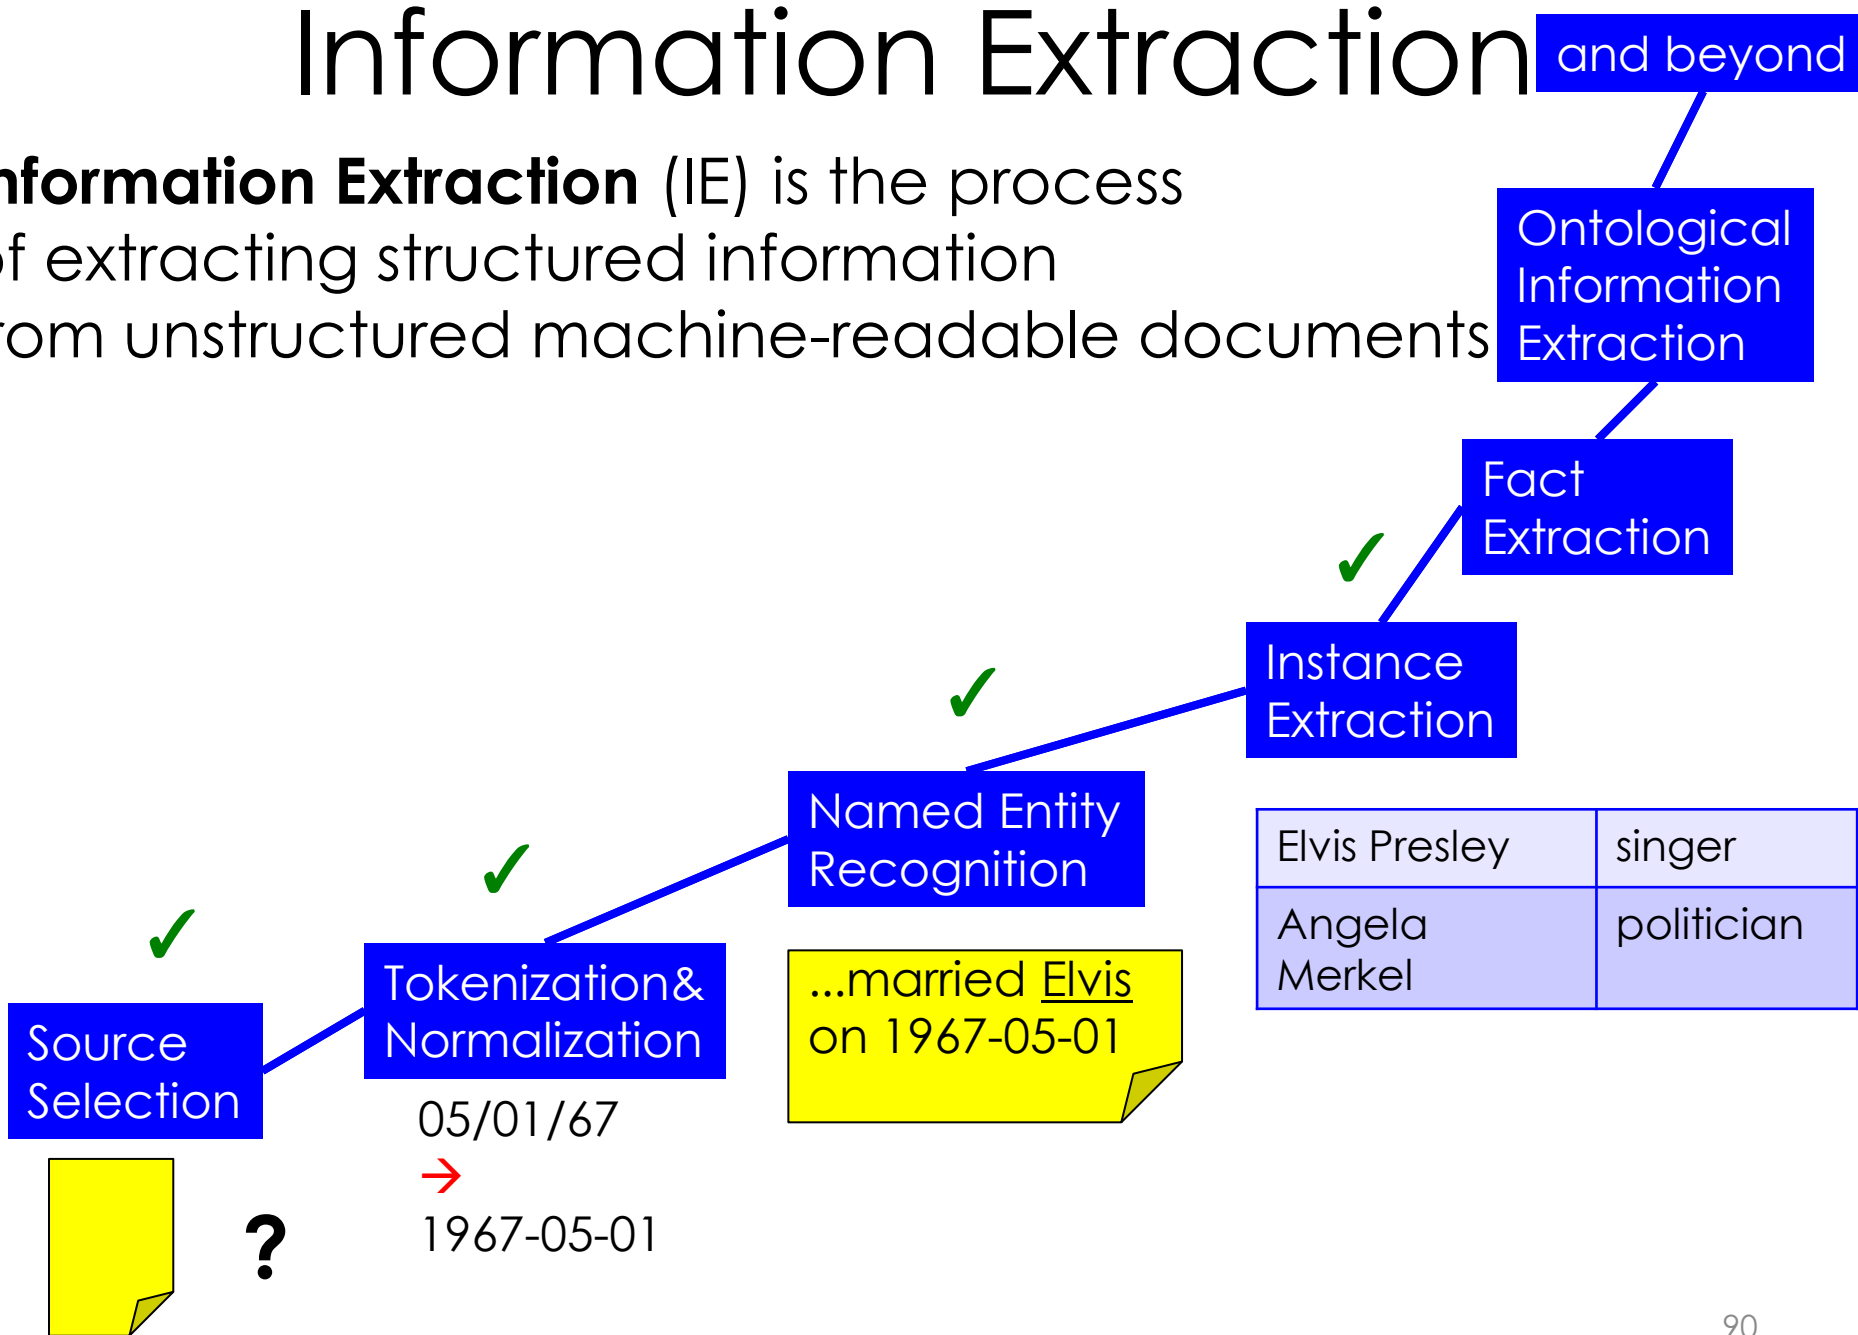 Information Extraction
and beyond
nformation Extraction (IE) is the process
of extracting structured information
rom unstructured machine-readable documents
Ontological
Information
Extraction
Fact
Extraction
✓
Instance
Extraction
✓
Named Entity
Recognition
✓
Tokenization&
Normalization
✓
Source
Selection
Elvis Presley singer
Angela
Merkel
politician
...married Elvis
on 1967-05-01
05/01/67
→
1967-05-01
?
90